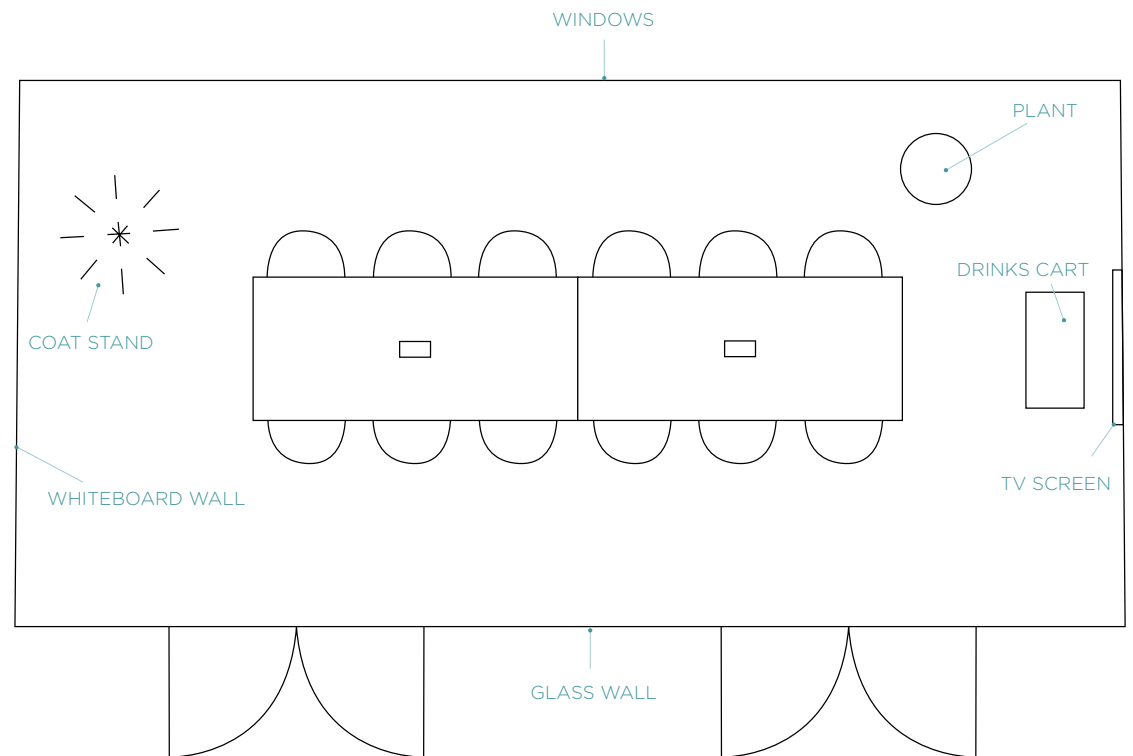 WINDOWS
PLANT
DRINKS CART
COAT STAND
TV SCREEN
WHITEBOARD WALL
GLASS WALL